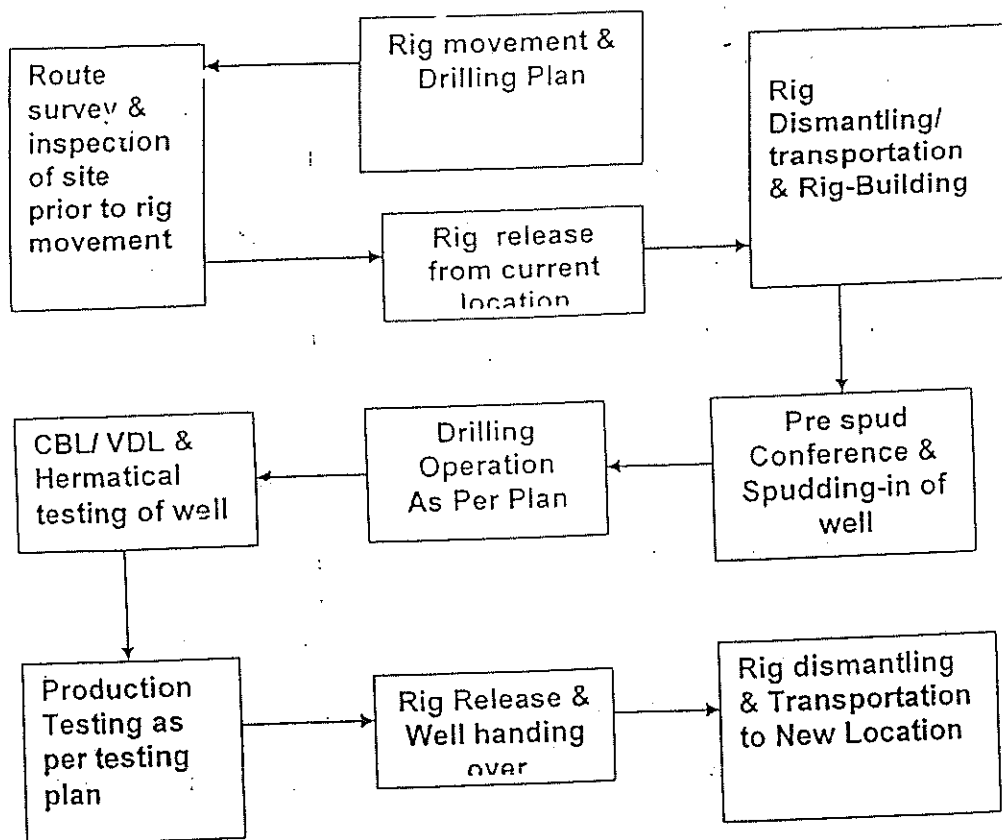 Rig movement &
Drilling Plan
Route
survey &
inspection
of site
prior to rig
movement
Rig release
from current
location
Rig
Dismantling/
transportation
& Rig-Building
Pre spud
Conference &
Spudding-in of
well
Drilling
Operation
As Per Plan
CBL/ VDL &
Hermatical
testing of well
Production
Testing as
per testing
plan
Rig Release &
Well handing
over
Rig dismantling
& Transportation
to New Location